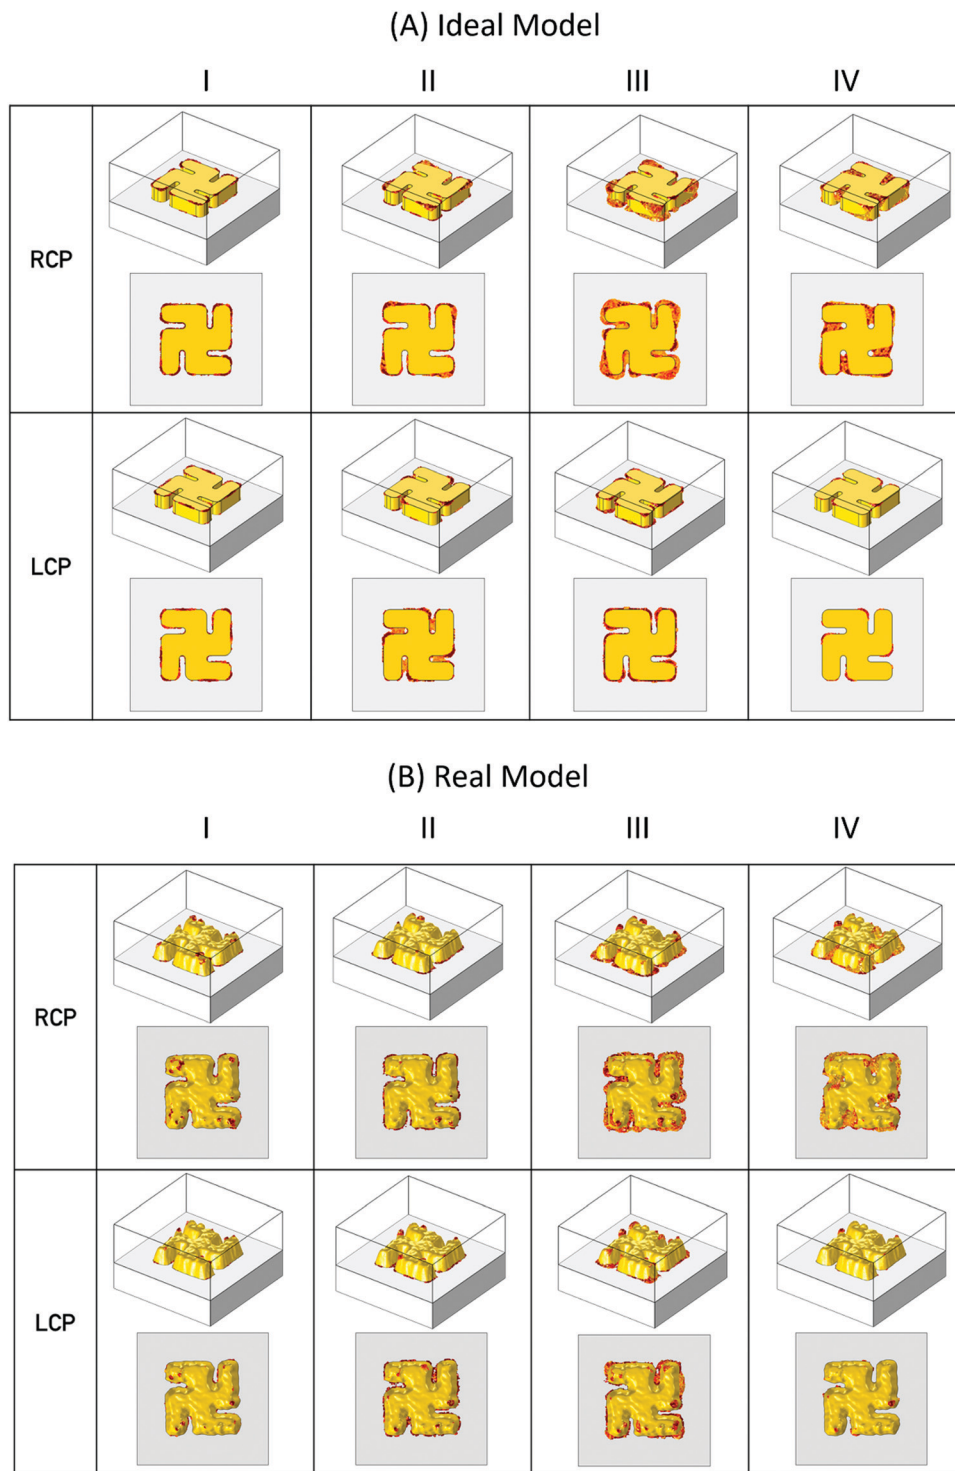 (A) Ideal Model
I II III IV
RCP
LCP
(B) Real Model
I II III IV
RCP
LCP